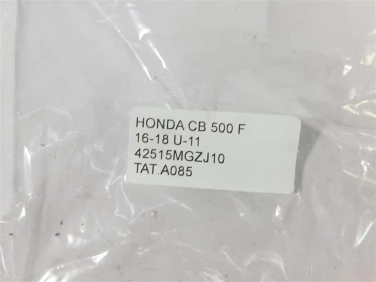 HONDA CB 500 F
16-18 U-11
42515MGZJ10
TAT.A085